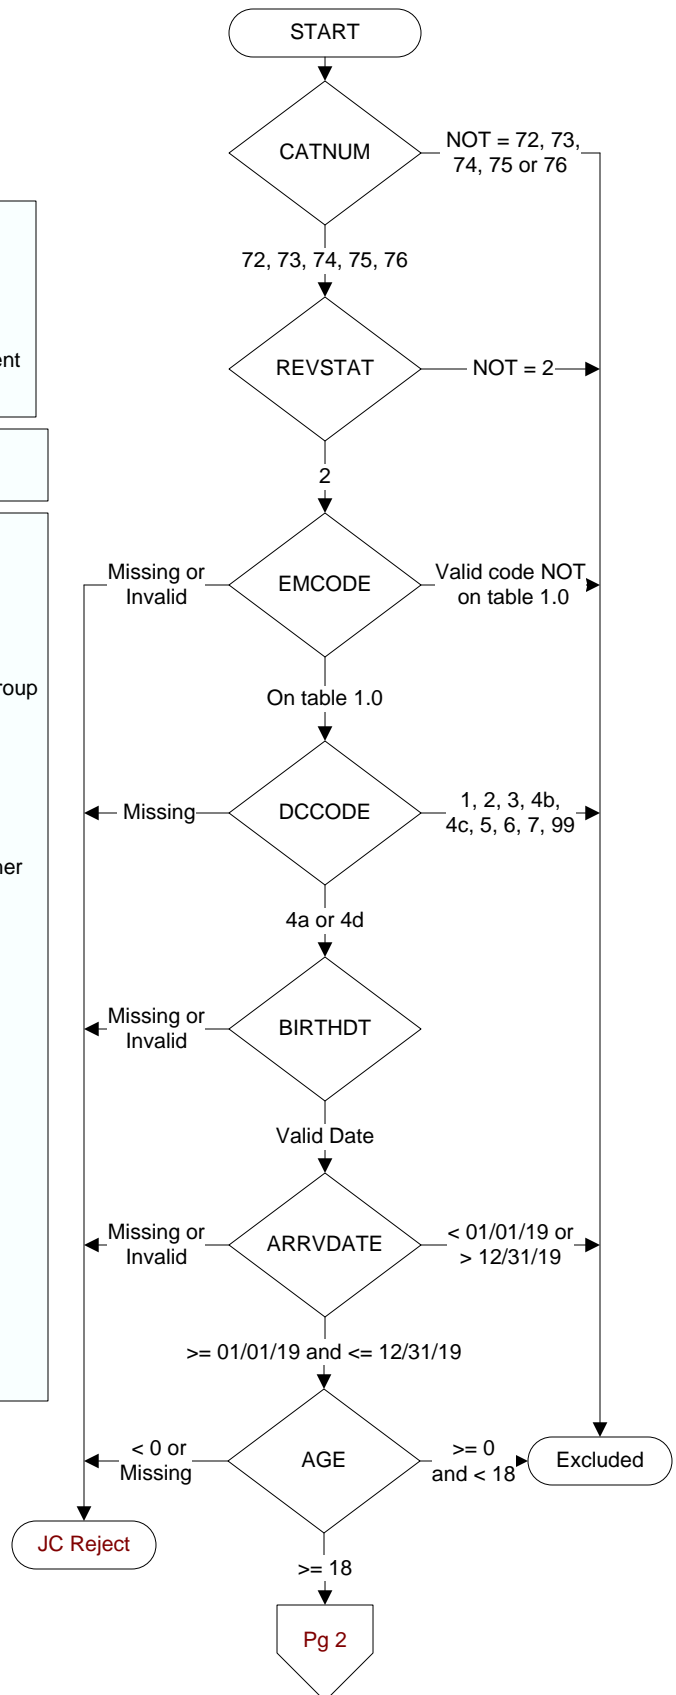 START
CATNUM
NOT = 72, 73,
74, 75 or 76
72, 73, 74, 75, 76
REVSTAT
NOT = 2
2
Missing or
Invalid
EMCODE
Valid code NOT
on table 1.0
On table 1.0
Missing
DCCODE
1, 2, 3, 4b,
4c, 5, 6, 7, 99
4a or 4d
Missing or
Invalid
BIRTHDT
Valid Date
Missing or
Invalid
ARRVDATE
< 01/01/19 or
> 12/31/19
>= 01/01/19 and <= 12/31/19
< 0 or
Missing
AGE
>= 0
and < 18
Excluded
JC Reject
>= 18
Pg 2